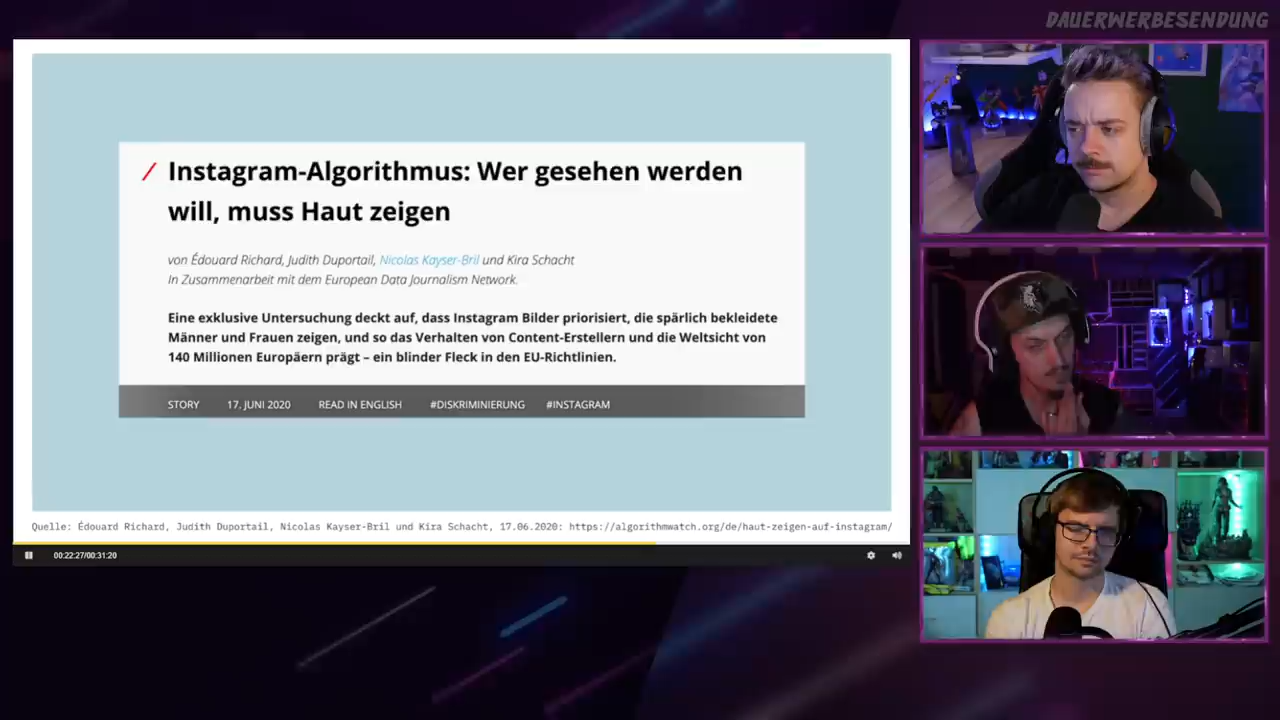 DAUERWERBESENDUNG
/ Instagram-Algorithmus: Wer gesehen werden
will, muss Haut zeigen
von Édouard Richard, Judith Duportail, Nicolas Kayser-Bril und Kira Schacht
In Zusammenarbeit mit dem European Data Journalism Network.
Eine exklusive Untersuchung deckt auf, dass Instagram Bilder priorisiert, die spärlich bekleidete
Männer und Frauen zeigen, und so das Verhalten von Content-Erstellern und die Weltsicht von
140 Millionen Europäern prägt – ein blinder Fleck in den EU-Richtlinien.
STORY 17. JUNI 2020 READ IN ENGLISH #DISKRIMINIERUNG #INSTAGRAM
Quelle: Édouard Richard, Judith Duportail, Nicolas Kayser-Bril und Kira Schacht, 17.06.2020: https://algorithmwatch.org/de/haut-zeigen-auf-instagram/
00:22:27/00:31:20